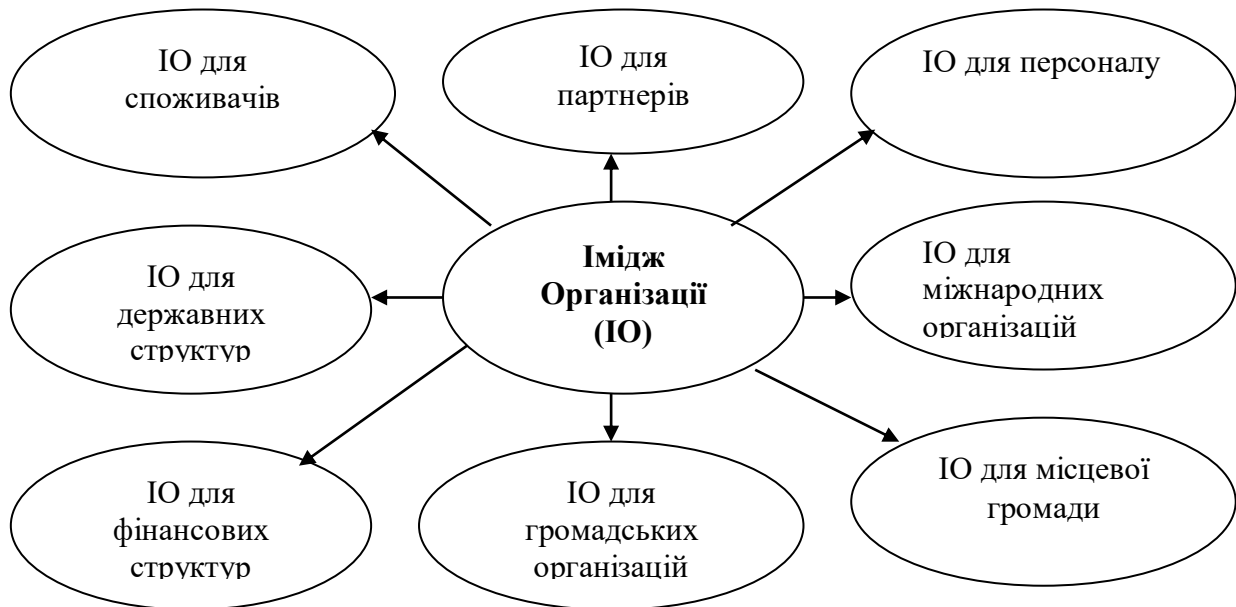 ІО для
споживачів
ІО для
партнерів
ІО для персоналу
ІО для
державних
структур
Імідж
Організації
(ІО)
ІО для
міжнародних
організацій
ІО для
фінансових
структур
ІО для
громадських
організацій
ІО для місцевої
громади